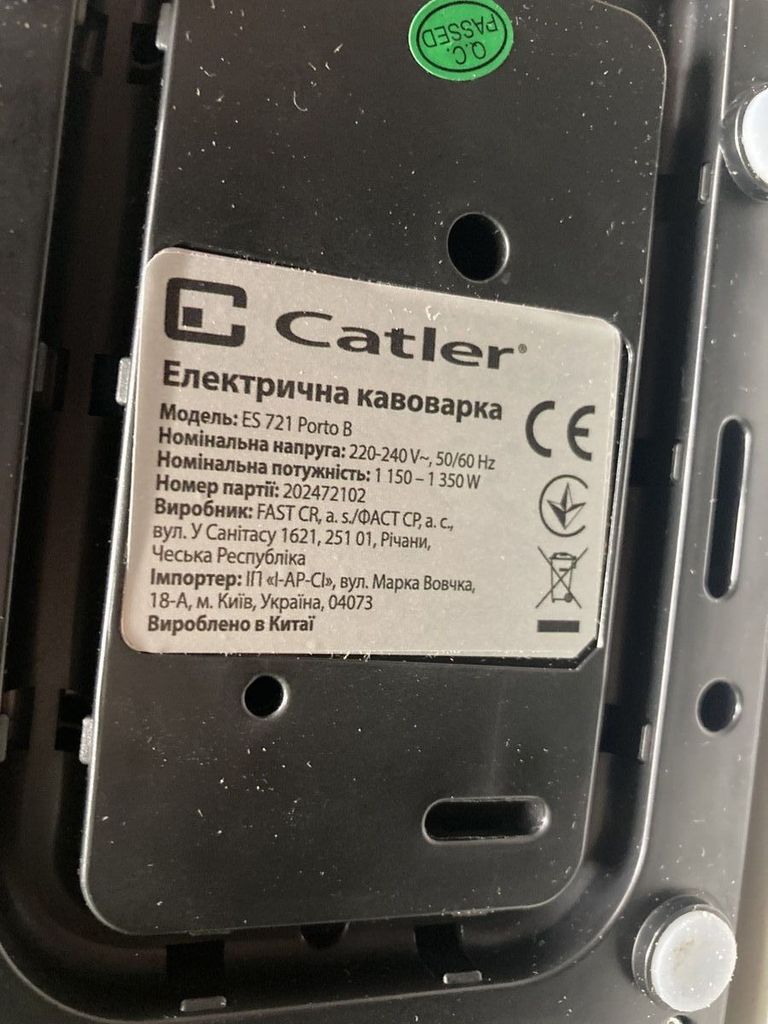 Q.C.
PASSED
Catler®
Електрична кавоварка
Модель: ES 721 Porto B
Номінальна напруга: 220-240 V~, 50/60 Hz
Номінальна потужність: 1 150 – 1 350 W
Номер партії: 202472102
Виробник: FAST CR, a. s./ФАСТ СР, а. с.,
вул. У Санітасу 1621, 251 01, Річани,
Чеська Республіка
Імпортер: ІП «І-АР-СІ», вул. Марка Вовчка,
18-А, м. Київ, Україна, 04073
Вироблено в Китаї
CE